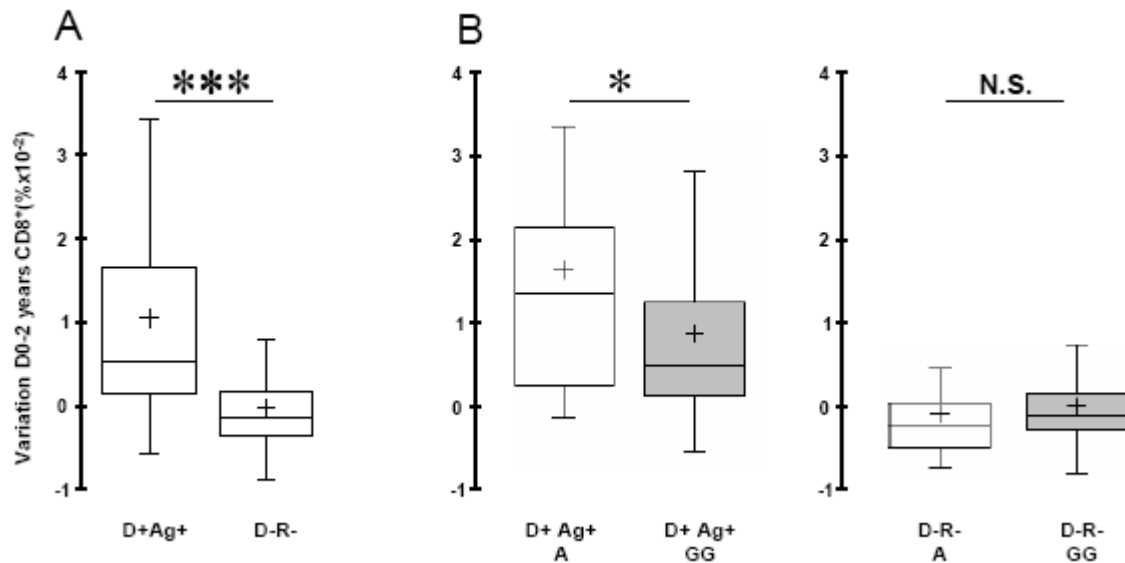 A
B
Variation D0-2 years CD8⁺(%x10⁻²)
4
3
2
1
0
-1
***
D+Ag+
D-R-
4
3
2
1
0
-1
*
D+ Ag+
A
D+ Ag+
GG
4
3
2
1
0
-1
N.S.
D-R-
A
D-R-
GG